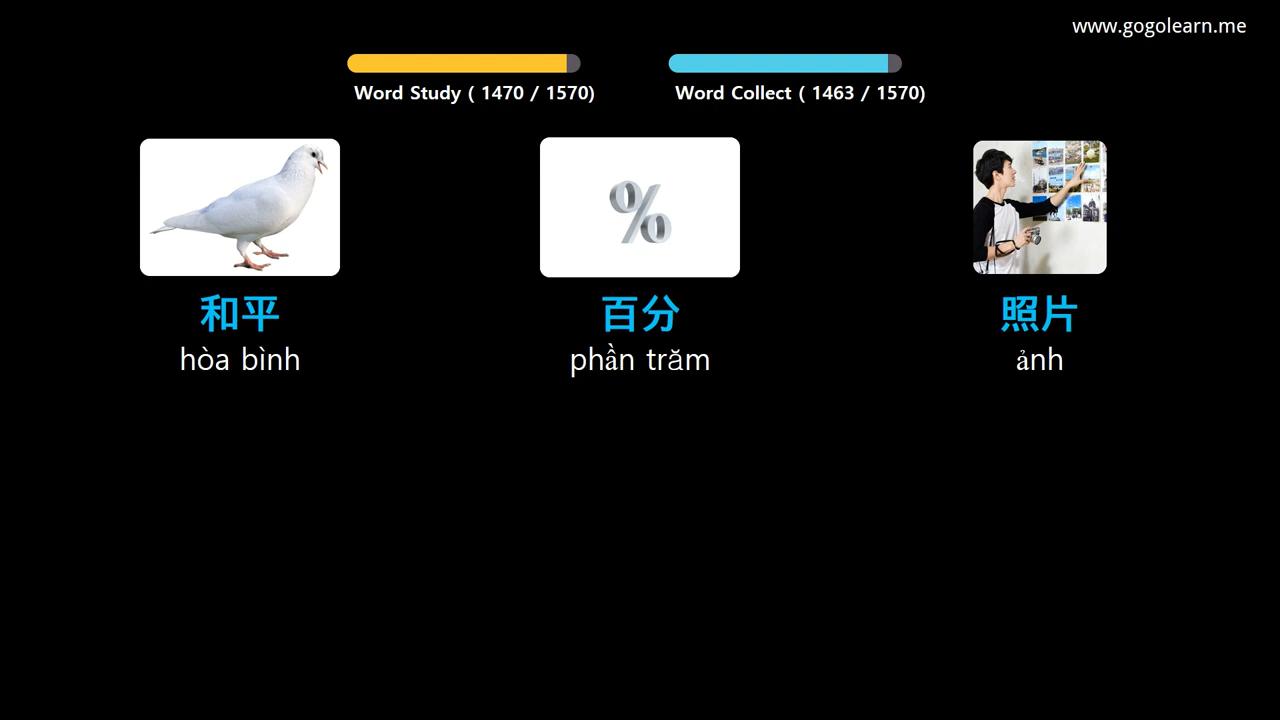 www.gogolearn.me
Word Study ( 1470 / 1570)
Word Collect ( 1463 / 1570)
%
和平
hòa bình
百分
phần trăm
照片
ảnh